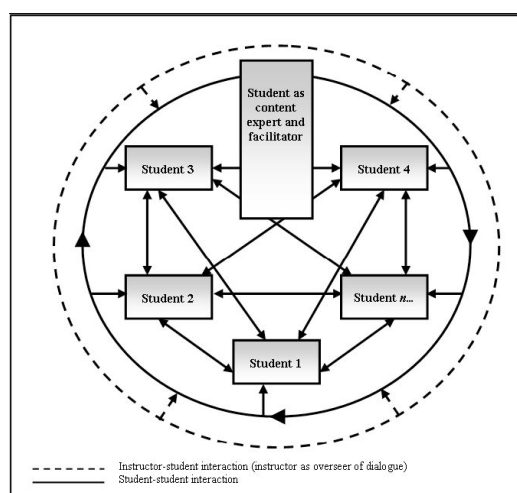 Student as
content
expert and
facilitator
Student 3
Student 4
Student 2
Student n...
Student 1
Instructor-student interaction (instructor as overseer of dialogue)
Student-student interaction